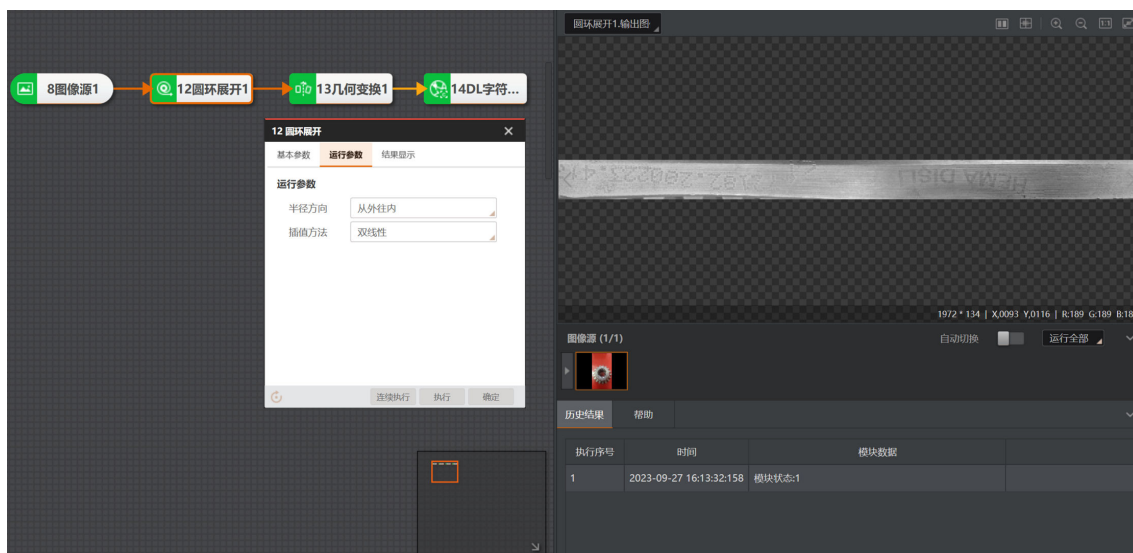 圆环展开1.输出图
8图像源1
12圆环展开1
13几何变换1
14DL字符...
12 圆环展开
基本参数
运行参数
结果显示
运行参数
半径方向
从外往内
插值方法
双线性
连续执行
执行
确定
HEMA DISLI
1972 * 134 | X,0093 Y,0116 | R:189 G:189 B:18
图像源 (1/1)
自动切换
运行全部
历史结果
帮助
执行序号
时间
模块数据
1
2023-09-27 16:13:32:158
模块状态:1